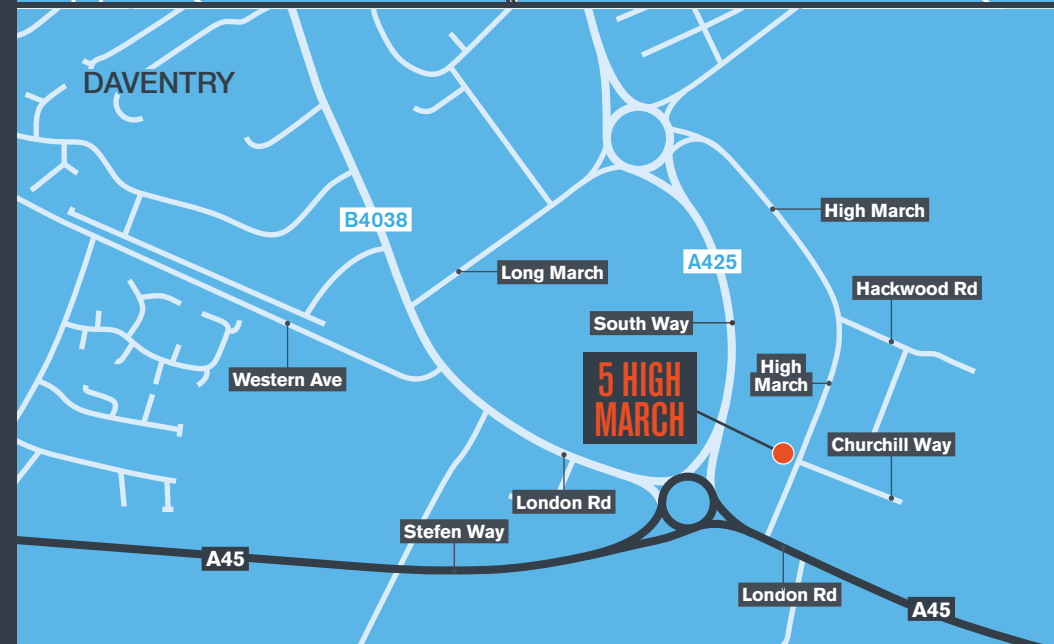 DAVENTRY
B4038
High March
A425
Long March
Hackwood Rd
South Way
5 HIGH
MARCH
High
March
Western Ave
Churchill Way
London Rd
Stefen Way
A45
London Rd
A45